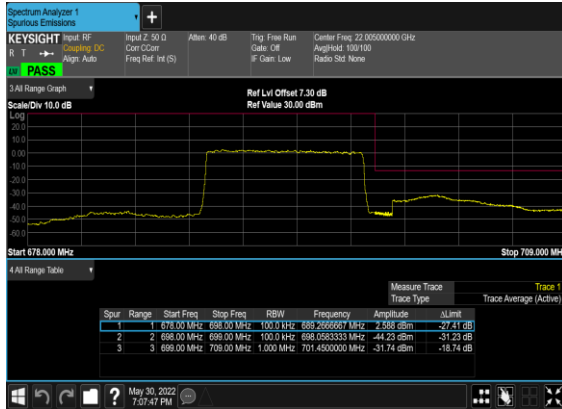 Spectrum Analyzer 1
Spurious Emissions
+
KEYSIGHT Input: RF Input Z: 50 Ω Atten: 40 dB Trig: Free Run Center Freq: 22.005000000 GHz
R T Coupling: DC Corr CCorr Gate: Off Avg|Hold: 100/100
Align: Auto Freq Ref: Int (S) IF Gain: Low Radio Std: None
PASS
3 All Range Graph
Ref Lvl Offset 7.30 dB
Scale/Div 10.0 dB Ref Value 30.00 dBm
Log
20.0
10.0
0.00
-10.0
-20.0
-30.0
-40.0
-50.0
-60.0
Start 678.000 MHz Stop 709.000 MHz
4 All Range Table
Measure Trace Trace 1
Trace Type Trace Average (Active)
Spur Range Start Freq Stop Freq RBW Frequency Amplitude ΔLimit
1 1 678.00 MHz 698.00 MHz 100.0 kHz 689.2666667 MHz 2.588 dBm -27.41 dB
2 2 698.00 MHz 699.00 MHz 100.0 kHz 698.0583333 MHz -44.23 dBm -31.23 dB
3 3 699.00 MHz 709.00 MHz 1.000 MHz 701.4500000 MHz -31.74 dBm -18.74 dB
?
May 30, 2022
7:07:47 PM